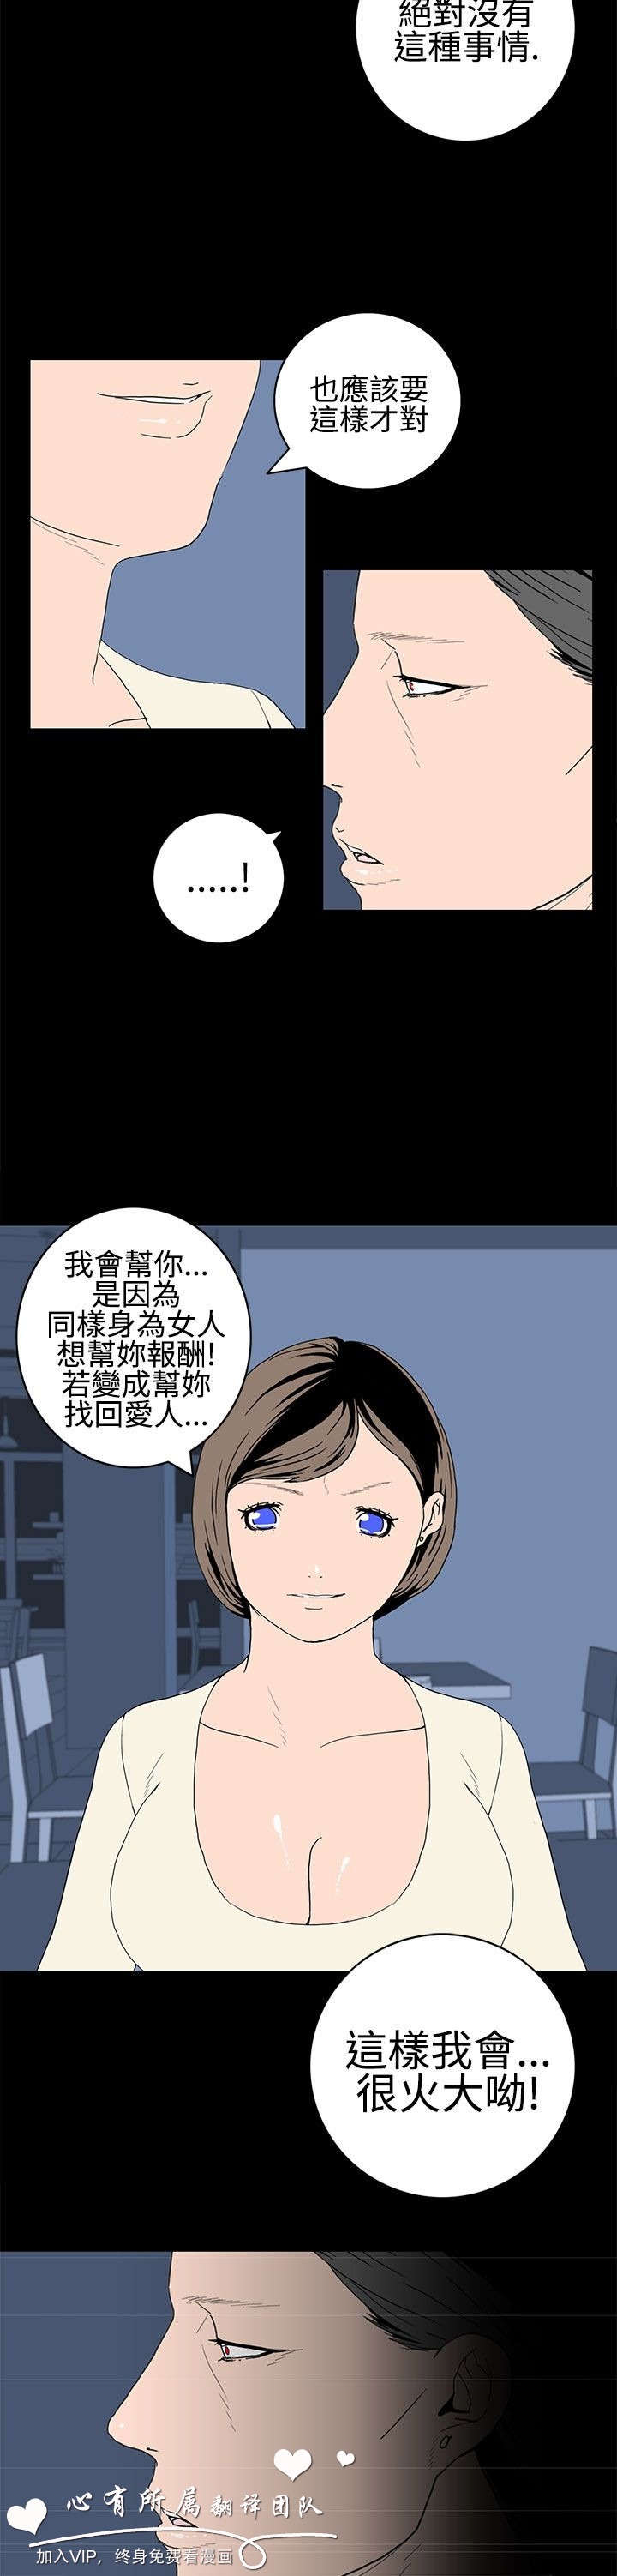 絕對沒有
這種事情.
也應該要
這樣才對
.....!
我會幫你...
是因為
同樣身為女人
想幫妳報酬!
若變成幫妳
找回愛人...
這樣我會...
很火大呦!
心有所属翻译团队
加入VIP，终身免费看漫画